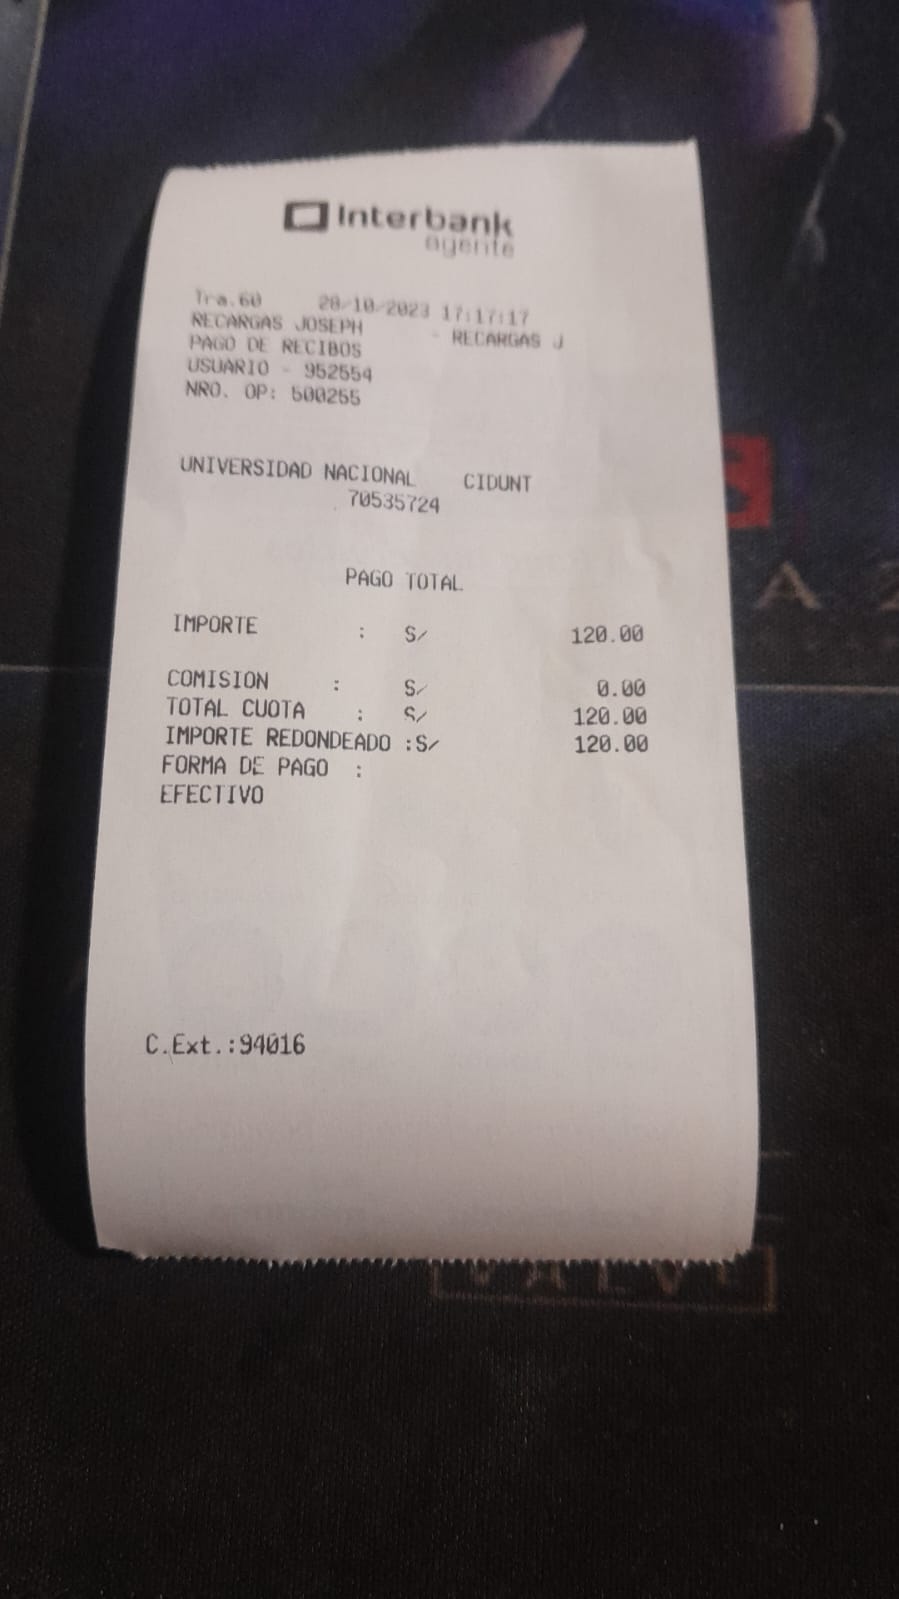 Interbank
agente
Tra.60 28/10/2023 17:17:17
RECARGAS JOSEPH - RECARGAS J
PAGO DE RECIBOS
USUARIO - 952554
NRO. OP: 500255
UNIVERSIDAD NACIONAL CIDUNT
70535724
PAGO TOTAL
IMPORTE : S/ 120.00
COMISION : S/ 0.00
TOTAL CUOTA : S/ 120.00
IMPORTE REDONDEADO :S/ 120.00
FORMA DE PAGO :
EFECTIVO
C.Ext.:94016
VALVE